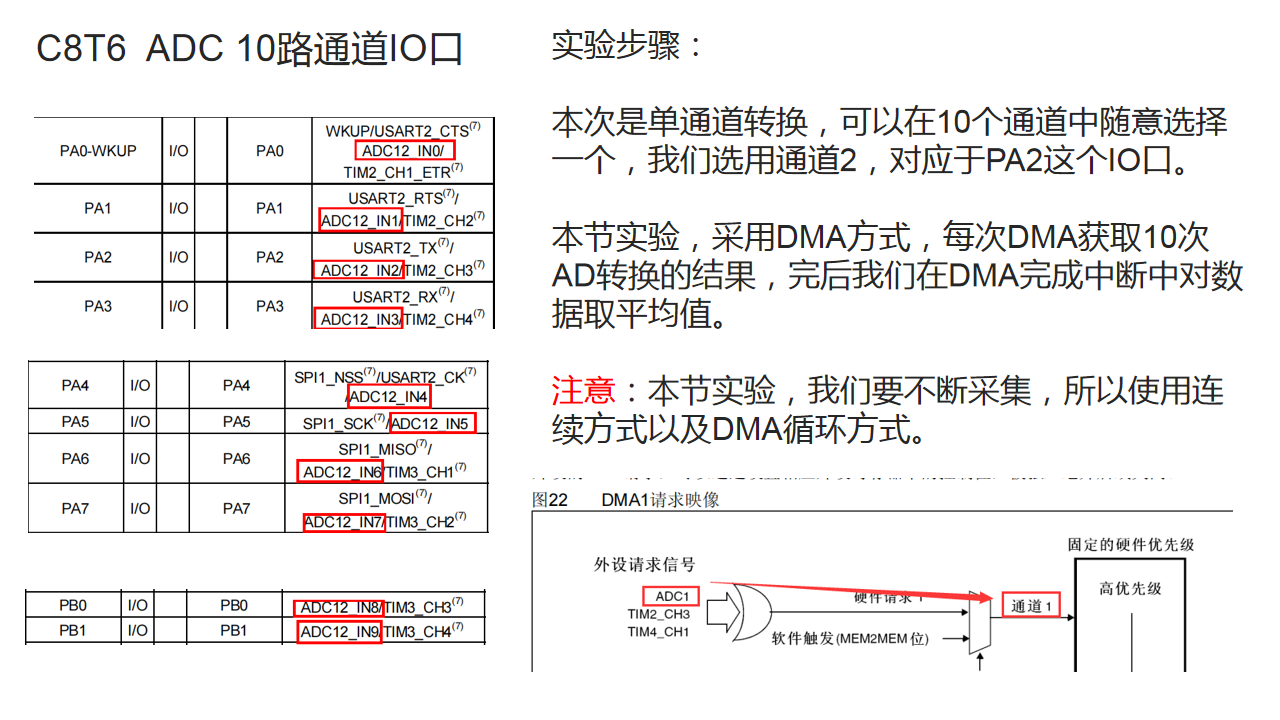 C8T6 ADC 10路通道IO口
PA0-WKUP I/O PA0 WKUP/USART2_CTS(7)
ADC12_IN0/
TIM2_CH1_ETR(7)
PA1 I/O PA1 USART2_RTS(7)/
ADC12_IN1/TIM2_CH2(7)
PA2 I/O PA2 USART2_TX(7)/
ADC12_IN2/TIM2_CH3(7)
PA3 I/O PA3 USART2_RX(7)/
ADC12_IN3/TIM2_CH4(7)
PA4 I/O PA4 SPI1_NSS(7)/USART2_CK(7)
/ADC12_IN4
PA5 I/O PA5 SPI1_SCK(7)/ADC12_IN5
PA6 I/O PA6 SPI1_MISO(7)/
ADC12_IN6/TIM3_CH1(7)
PA7 I/O PA7 SPI1_MOSI(7)/
ADC12_IN7/TIM3_CH2(7)
PB0 I/O PB0 ADC12_IN8/TIM3_CH3(7)
PB1 I/O PB1 ADC12_IN9/TIM3_CH4(7)
实验步骤：
本次是单通道转换，可以在10个通道中随意选择
一个，我们选用通道2，对应于PA2这个IO口。
本节实验，采用DMA方式，每次DMA获取10次
AD转换的结果，完后我们在DMA完成中断中对数
据取平均值。
注意：本节实验，我们要不断采集，所以使用连
续方式以及DMA循环方式。
图22 DMA1请求映像
固定的硬件优先级
外设请求信号
高优先级
ADC1
硬件请求 1
通道1
TIM2_CH3
TIM4_CH1
软件触发(MEM2MEM位)